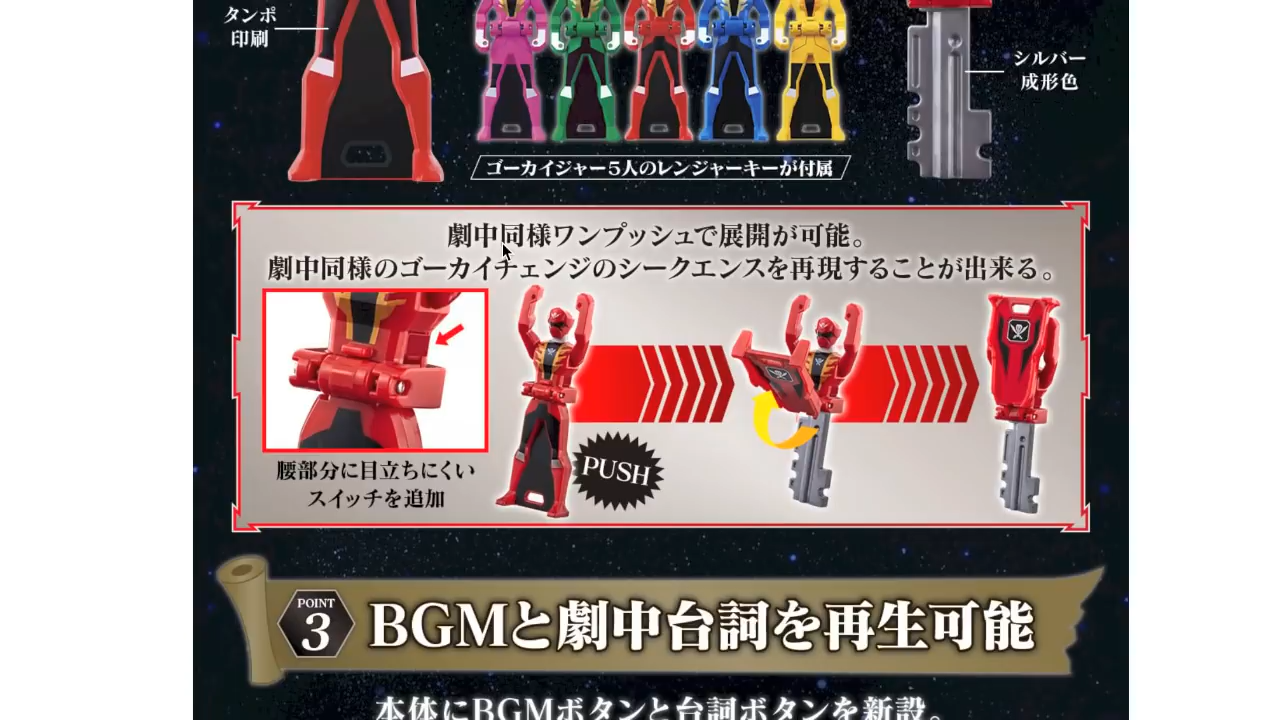 タンポ
印刷
シルバー
成形色
ゴーカイジャー5人のレンジャーキーが付属
劇中同様ワンプッシュで展開が可能。
劇中同様のゴーカイチェンジのシークエンスを再現することが出来る。
PUSH
腰部分に目立ちにくい
スイッチを追加
POINT
3
BGMと劇中台詞を再生可能
本体にBGMボタンと台詞ボタンを新設。